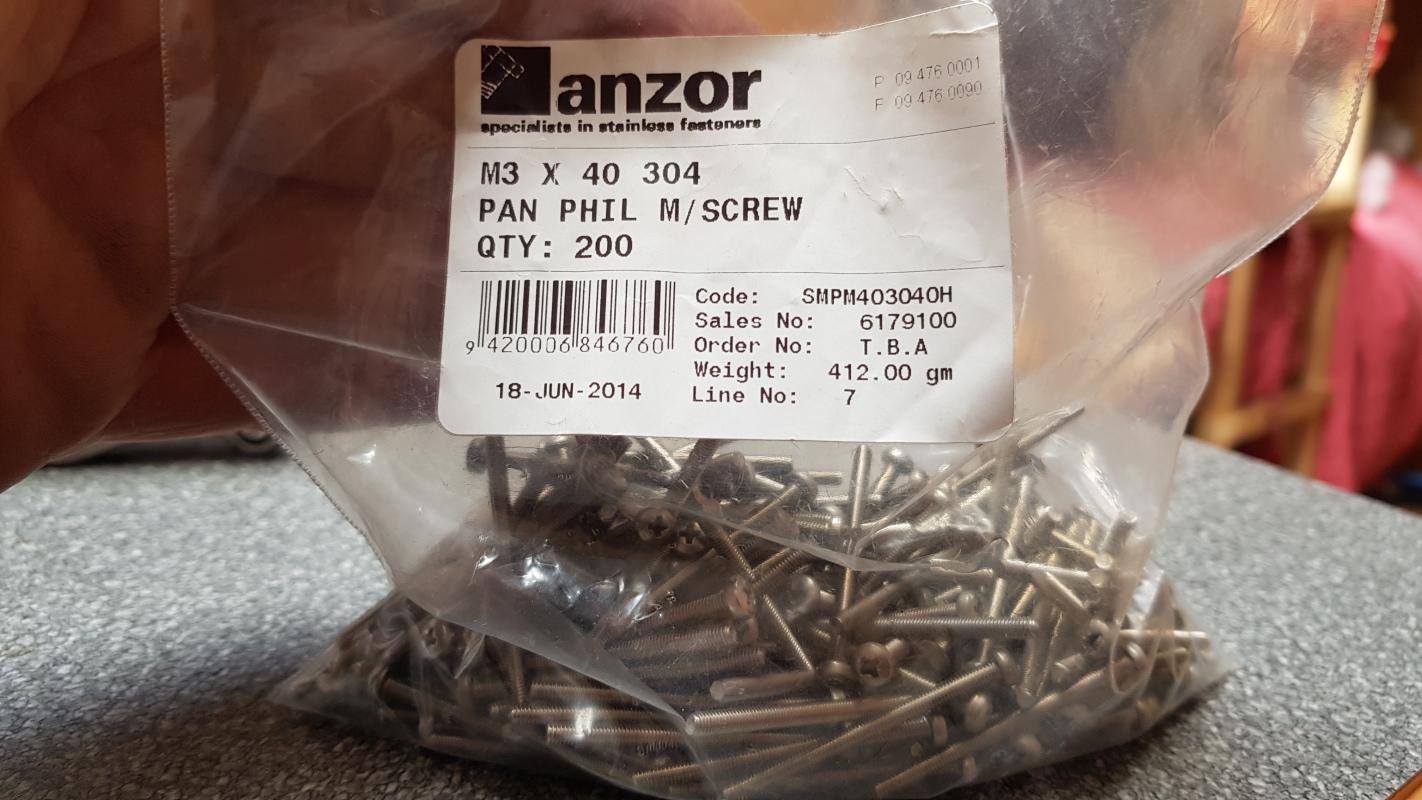 anzor
specialists in stainless fasteners
P 09 476 0001
F 09 476 0090
M3 X 40 304
PAN PHIL M/SCREW
QTY: 200
9 420006 846760
18-JUN-2014
Code: SMPM403040H
Sales No: 6179100
Order No: T.B.A
Weight: 412.00 gm
Line No: 7